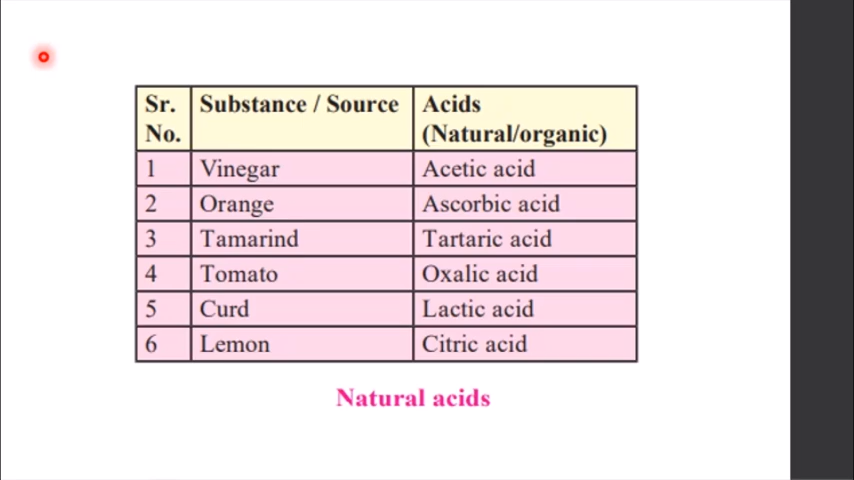 Sr. No. Substance / Source Acids (Natural/organic)
1 Vinegar Acetic acid
2 Orange Ascorbic acid
3 Tamarind Tartaric acid
4 Tomato Oxalic acid
5 Curd Lactic acid
6 Lemon Citric acid
Natural acids